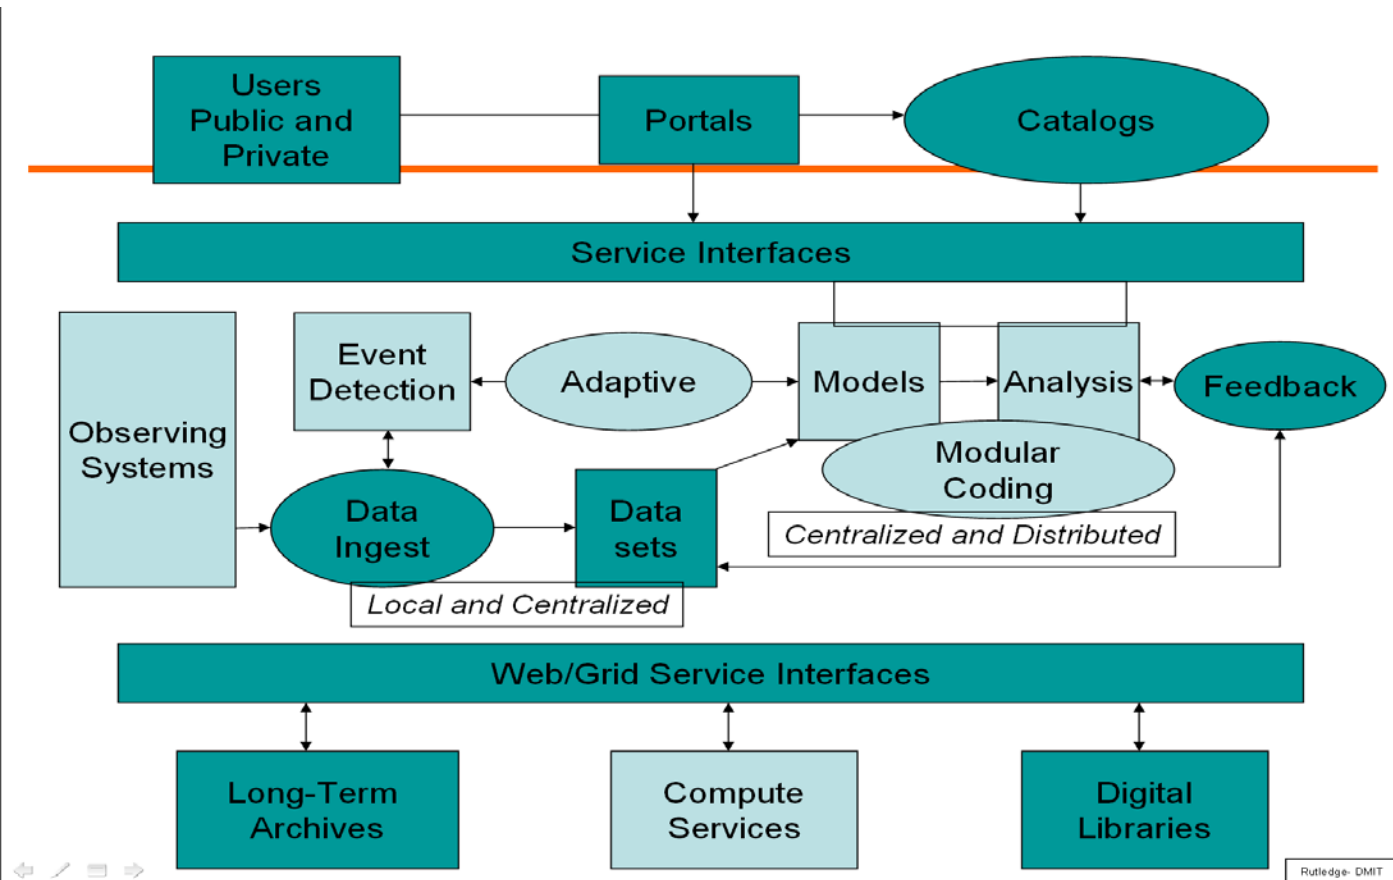 Users
Public and
Private
Portals
Catalogs
Service Interfaces
Observing
Systems
Event
Detection
Adaptive
Models
Analysis
Feedback
Modular
Coding
Data
Ingest
Data
sets
Centralized and Distributed
Local and Centralized
Web/Grid Service Interfaces
Long-Term
Archives
Compute
Services
Digital
Libraries
Rutledge- DMIT